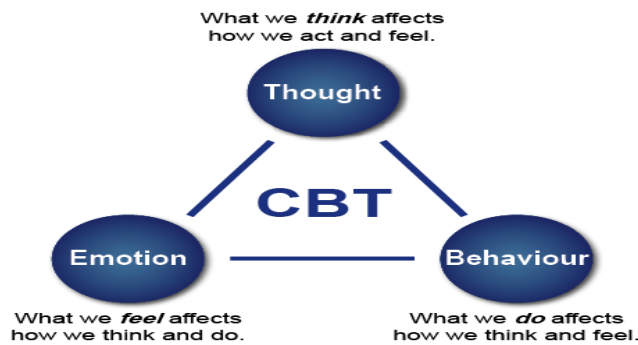 What we think affects
how we act and feel.
Thought
CBT
Emotion
Behaviour
What we feel affects
how we think and do.
What we do affects
how we think and feel.